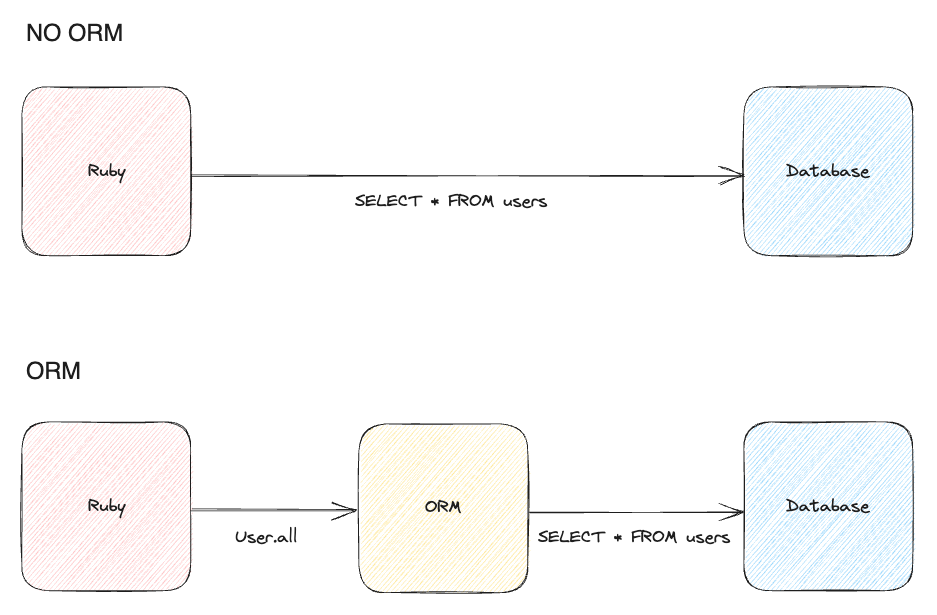 NO ORM
Ruby
Database
SELECT * FROM users
ORM
Ruby
ORM
Database
User.all
SELECT * FROM users